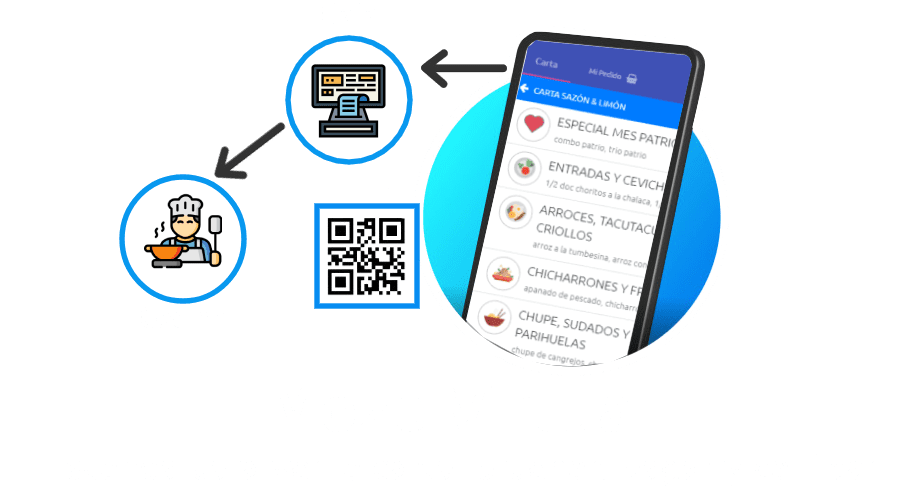 Carta
Mi Pedido
CARTA SAZÓN & LIMÓN
ESPECIAL MES PATRIO
combo patrio, trio patrio
ENTRADAS Y CEVICH
1/2 doc choritos a la chalaca, 1
ARROCES, TACUTACU
CRIOLLOS
arroz a la tumbesina, arroz con
CHICHARRONES Y FR
apanado de pescado, chicharr
CHUPE, SUDADOS Y
PARIHUELAS
chupe de cangrejos,